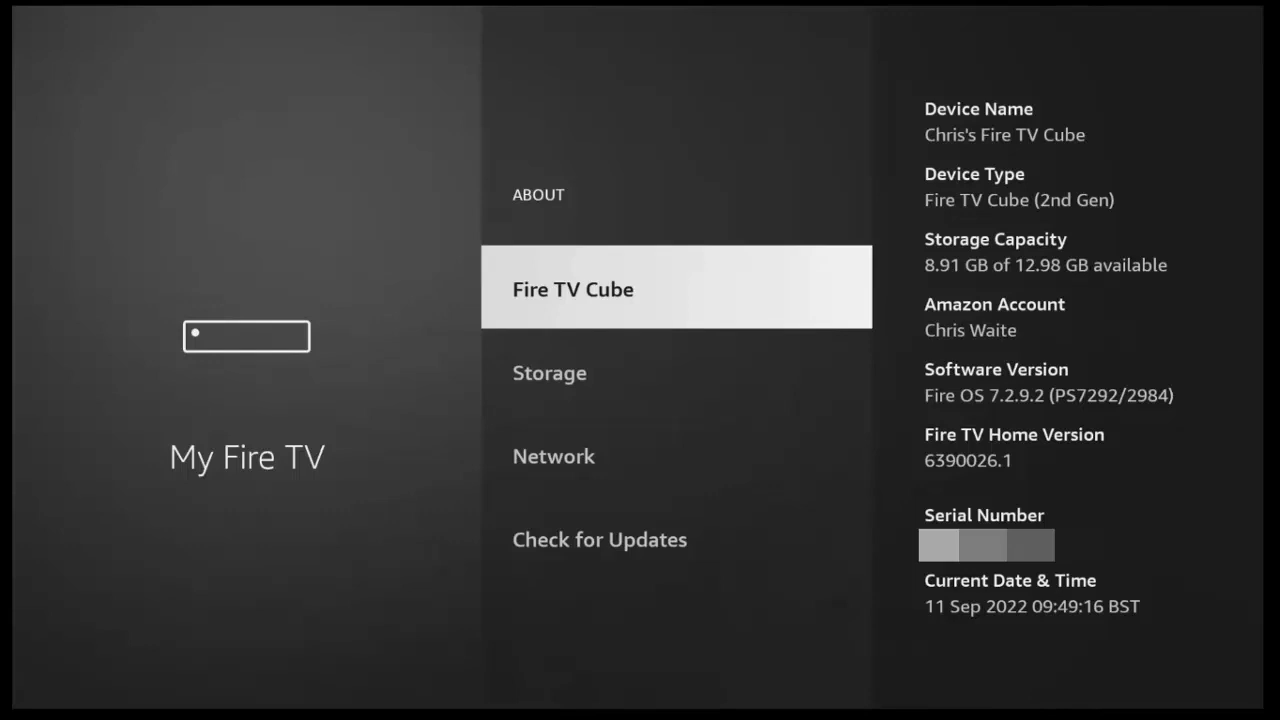 My Fire TV
ABOUT
Fire TV Cube
Storage
Network
Check for Updates
Device Name
Chris's Fire TV Cube
Device Type
Fire TV Cube (2nd Gen)
Storage Capacity
8.91 GB of 12.98 GB available
Amazon Account
Chris Waite
Software Version
Fire OS 7.2.9.2 (PS7292/2984)
Fire TV Home Version
6390026.1
Serial Number
Current Date & Time
11 Sep 2022 09:49:16 BST